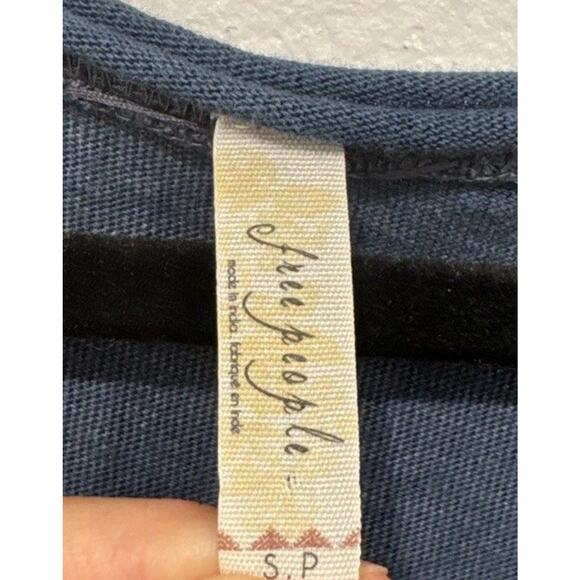 free people
made in india. fabriqué en inde
S.P